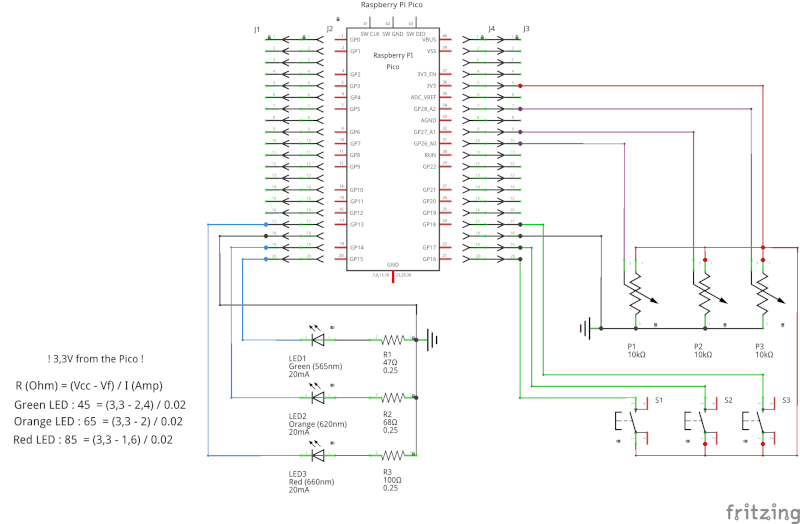 Raspberry Pi Pico
J1
J2
SW CLK
SW GND
SW DIO
J4
J3
Raspberry PI
Pico
GP0
GP1
GP2
GP3
GP4
GP5
GP6
GP7
GP8
GP9
GP10
GP11
GP12
GP13
GP14
GP15
VBUS
VSS
3V3_EN
3V3
ADC_VREF
GP28_A2
AGND
GP27_A1
GP26_A0
RUN
GP22
GP21
GP20
GP19
GP18
GP17
GP16
GND
LED1
Green (565nm)
20mA
R1
47Ω
0.25
LED2
Orange (620nm)
20mA
R2
68Ω
0.25
LED3
Red (660nm)
20mA
R3
100Ω
0.25
P1
10kΩ
P2
10kΩ
P3
10kΩ
S1
S2
S3
! 3,3V from the Pico !
R (Ohm) = (Vcc - Vf) / I (Amp)
Green LED : 45 = (3,3 - 2,4) / 0.02
Orange LED : 65 = (3,3 - 2) / 0.02
Red LED : 85 = (3,3 - 1,6) / 0.02
fritzing